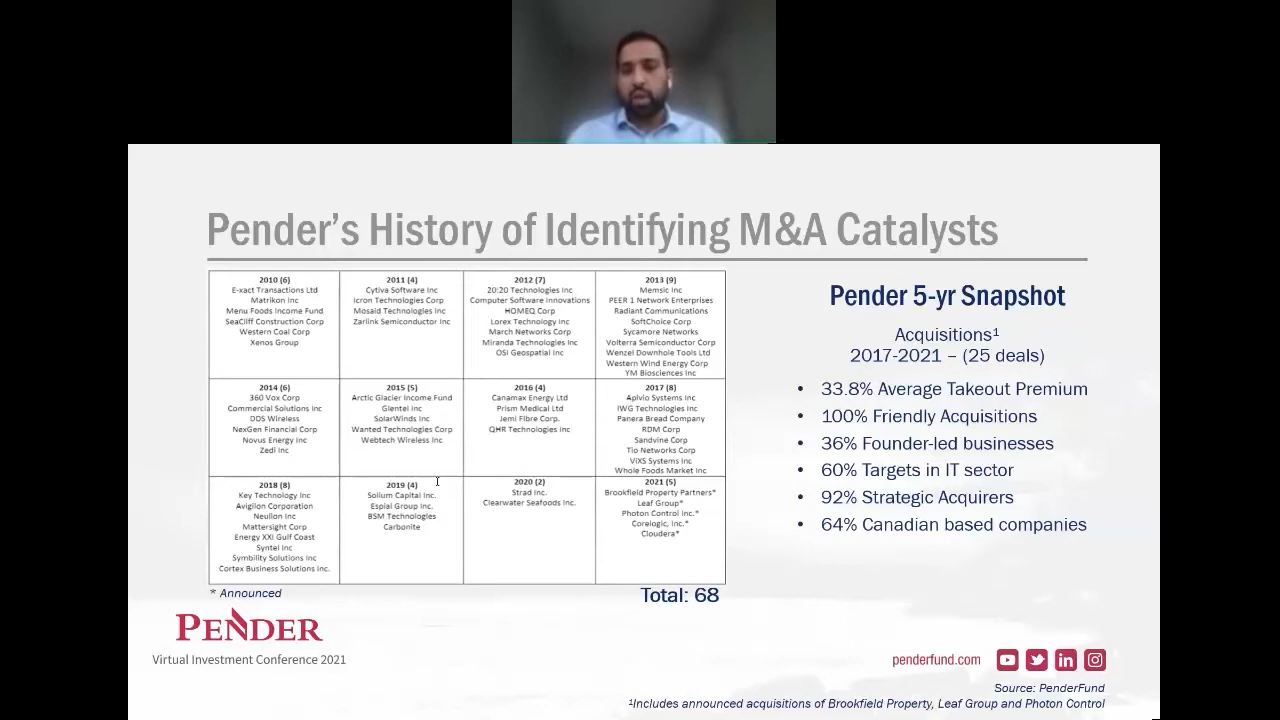 Pender's History of Identifying M&A Catalysts
2010 (6)
E-xact Transactions Ltd
Matrikon Inc
Menu Foods Income Fund
SeaCliff Construction Corp
Western Coal Corp
Xenos Group
2011 (4)
Cytiva Software Inc
Icron Technologies Corp
Mosaid Technologies Inc
Zarlink Semiconductor Inc
2012 (7)
20:20 Technologies Inc
Computer Software Innovations
HOMEQ Corp
Lorex Technology Inc
March Networks Corp
Miranda Technologies Inc
OSI Geospatial Inc
2013 (9)
Memsic Inc
PEER 1 Network Enterprises
Radiant Communications
SoftChoice Corp
Sycamore Networks
Volterra Semiconductor Corp
Wenzel Downhole Tools Ltd
Western Wind Energy Corp
YM Biosciences Inc
2014 (6)
360 Vox Corp
Commercial Solutions Inc
DDS Wireless
NexGen Financial Corp
Novus Energy Inc
Zedi Inc
2015 (5)
Arctic Glacier Income Fund
Glentel Inc
SolarWinds Inc
Wanted Technologies Corp
Webtech Wireless Inc
2016 (4)
Canamax Energy Ltd
Prism Medical Ltd
Jemi Fibre Corp.
QHR Technologies Inc
2017 (8)
Apivio Systems Inc
IWG Technologies Inc
Panera Bread Company
RDM Corp
Sandvine Corp
Tio Networks Corp
ViXS Systems Inc
Whole Foods Market Inc
2018 (8)
Key Technology Inc
Avigilon Corporation
Neulion Inc
Mattersight Corp
Energy XXI Gulf Coast
Syntel Inc
Symbility Solutions Inc
Cortex Business Solutions Inc.
2019 (4)
Solium Capital Inc.
Espial Group Inc.
BSM Technologies
Carbonite
2020 (2)
Strad Inc.
Clearwater Seafoods Inc.
2021 (5)
Brookfield Property Partners*
Leaf Group*
Photon Control Inc.*
Corelogic, Inc.*
Cloudera*
* Announced
Total: 68
Pender 5-yr Snapshot
Acquisitions¹
2017-2021 – (25 deals)
• 33.8% Average Takeout Premium
• 100% Friendly Acquisitions
• 36% Founder-led businesses
• 60% Targets in IT sector
• 92% Strategic Acquirers
• 64% Canadian based companies
PENDER
Virtual Investment Conference 2021
penderfund.com
Source: PenderFund
¹Includes announced acquisitions of Brookfield Property, Leaf Group and Photon Control